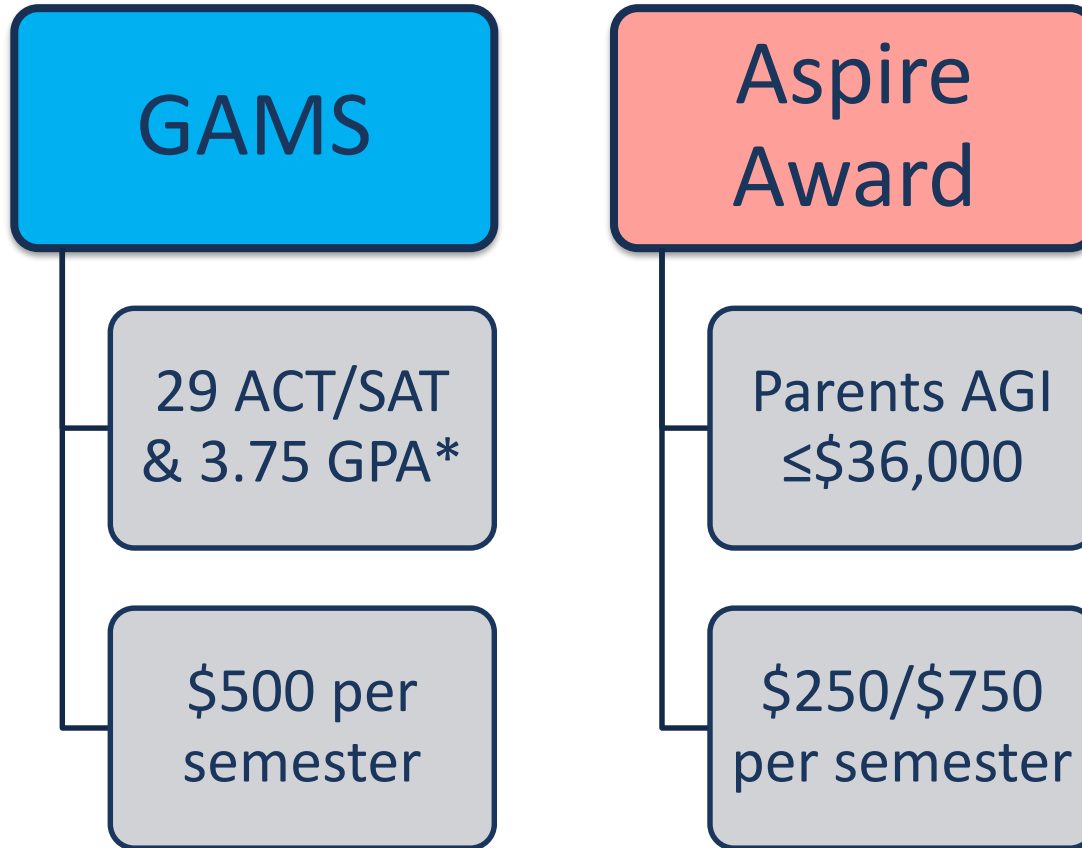 GAMS
29 ACT/SAT
& 3.75 GPA*
$500 per
semester
Aspire
Award
Parents AGI
≤$36,000
$250/$750
per semester